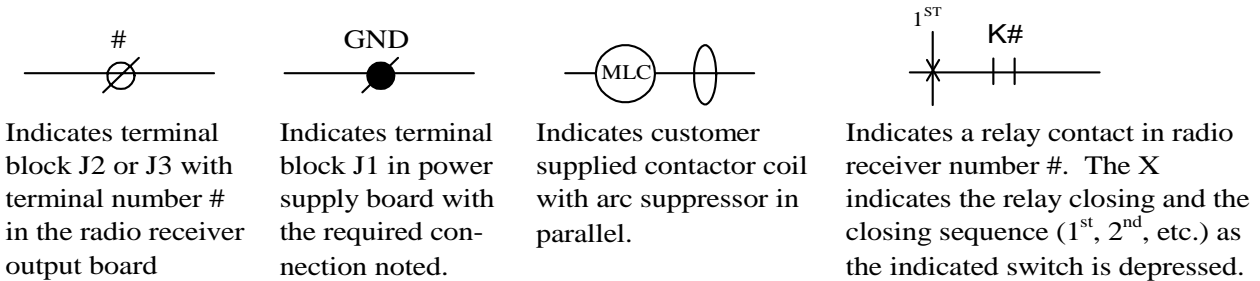 #
Indicates terminal
block J2 or J3 with
terminal number #
in the radio receiver
output board
GND
Indicates terminal
block J1 in power
supply board with
the required con-
nection noted.
MLC
Indicates customer
supplied contactor coil
with arc suppressor in
parallel.
1ST
K#
Indicates a relay contact in radio
receiver number #. The X
indicates the relay closing and the
closing sequence (1st, 2nd, etc.) as
the indicated switch is depressed.